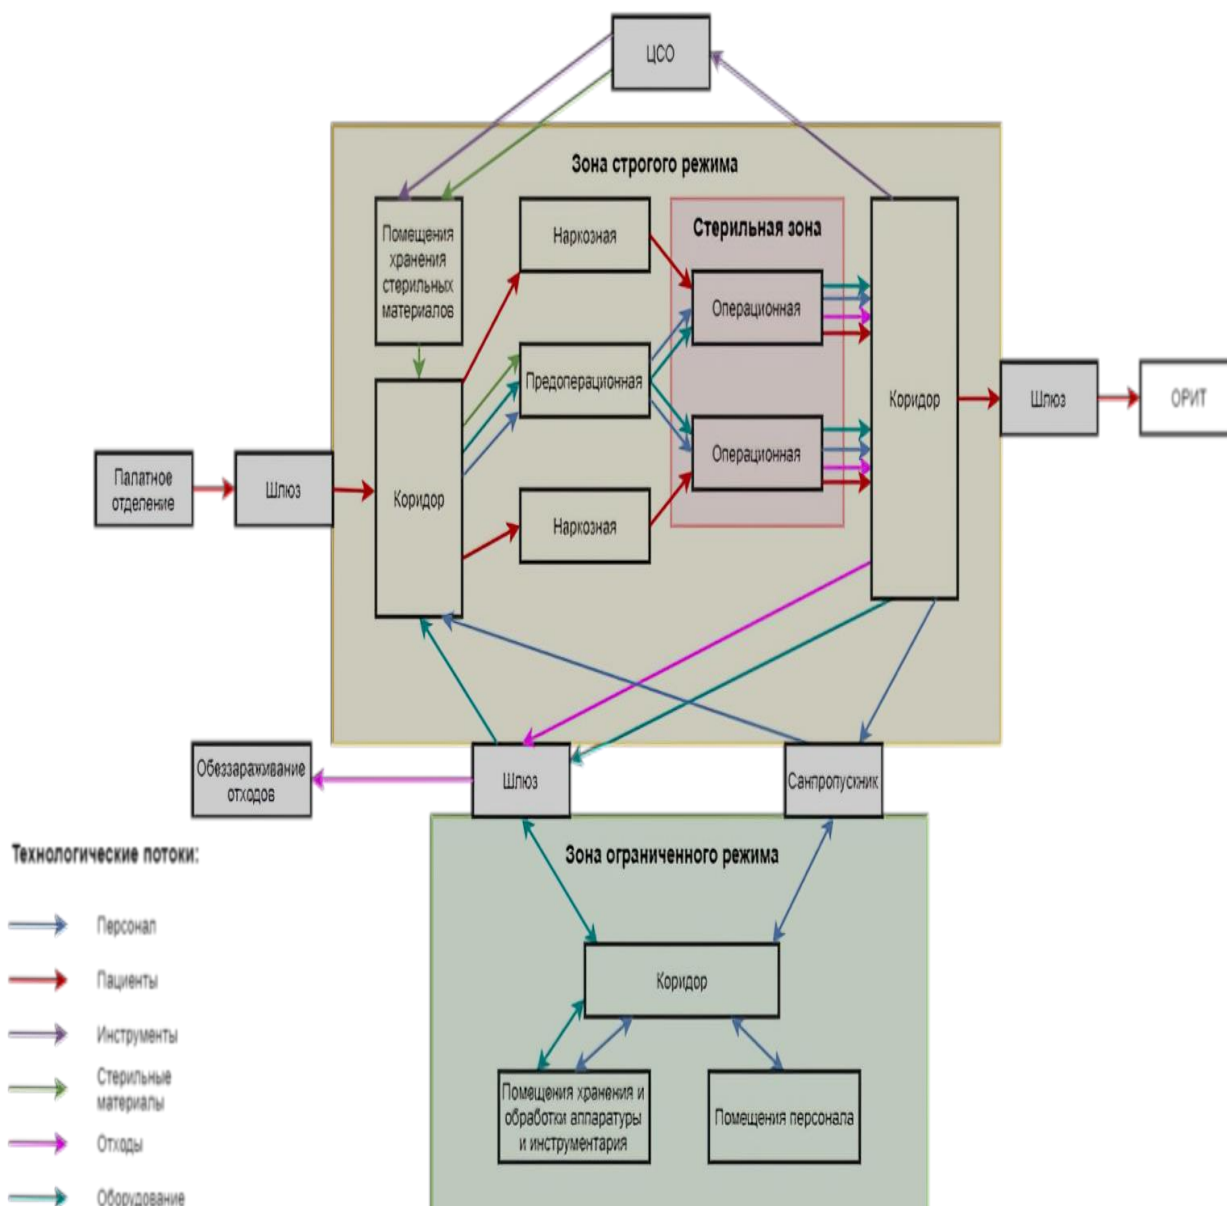 ЦСО
Зона строгого режима
Помещения
хранения
стерильных
материалов
Наркозная
Стерильная зона
Операционная
Предоперационная
Коридор
Шлюз
ОРИТ
Операционная
Палатное
отделение
Шлюз
Коридор
Наркозная
Обеззараживание
отходов
Шлюз
Санпропускник
Зона ограниченного режима
Технологические потоки:
Персонал
Пациенты
Инструменты
Стерильные
материалы
Отходы
Оборудование
Коридор
Помещения хранения и
обработки аппаратуры
и инструментария
Помещения персонала